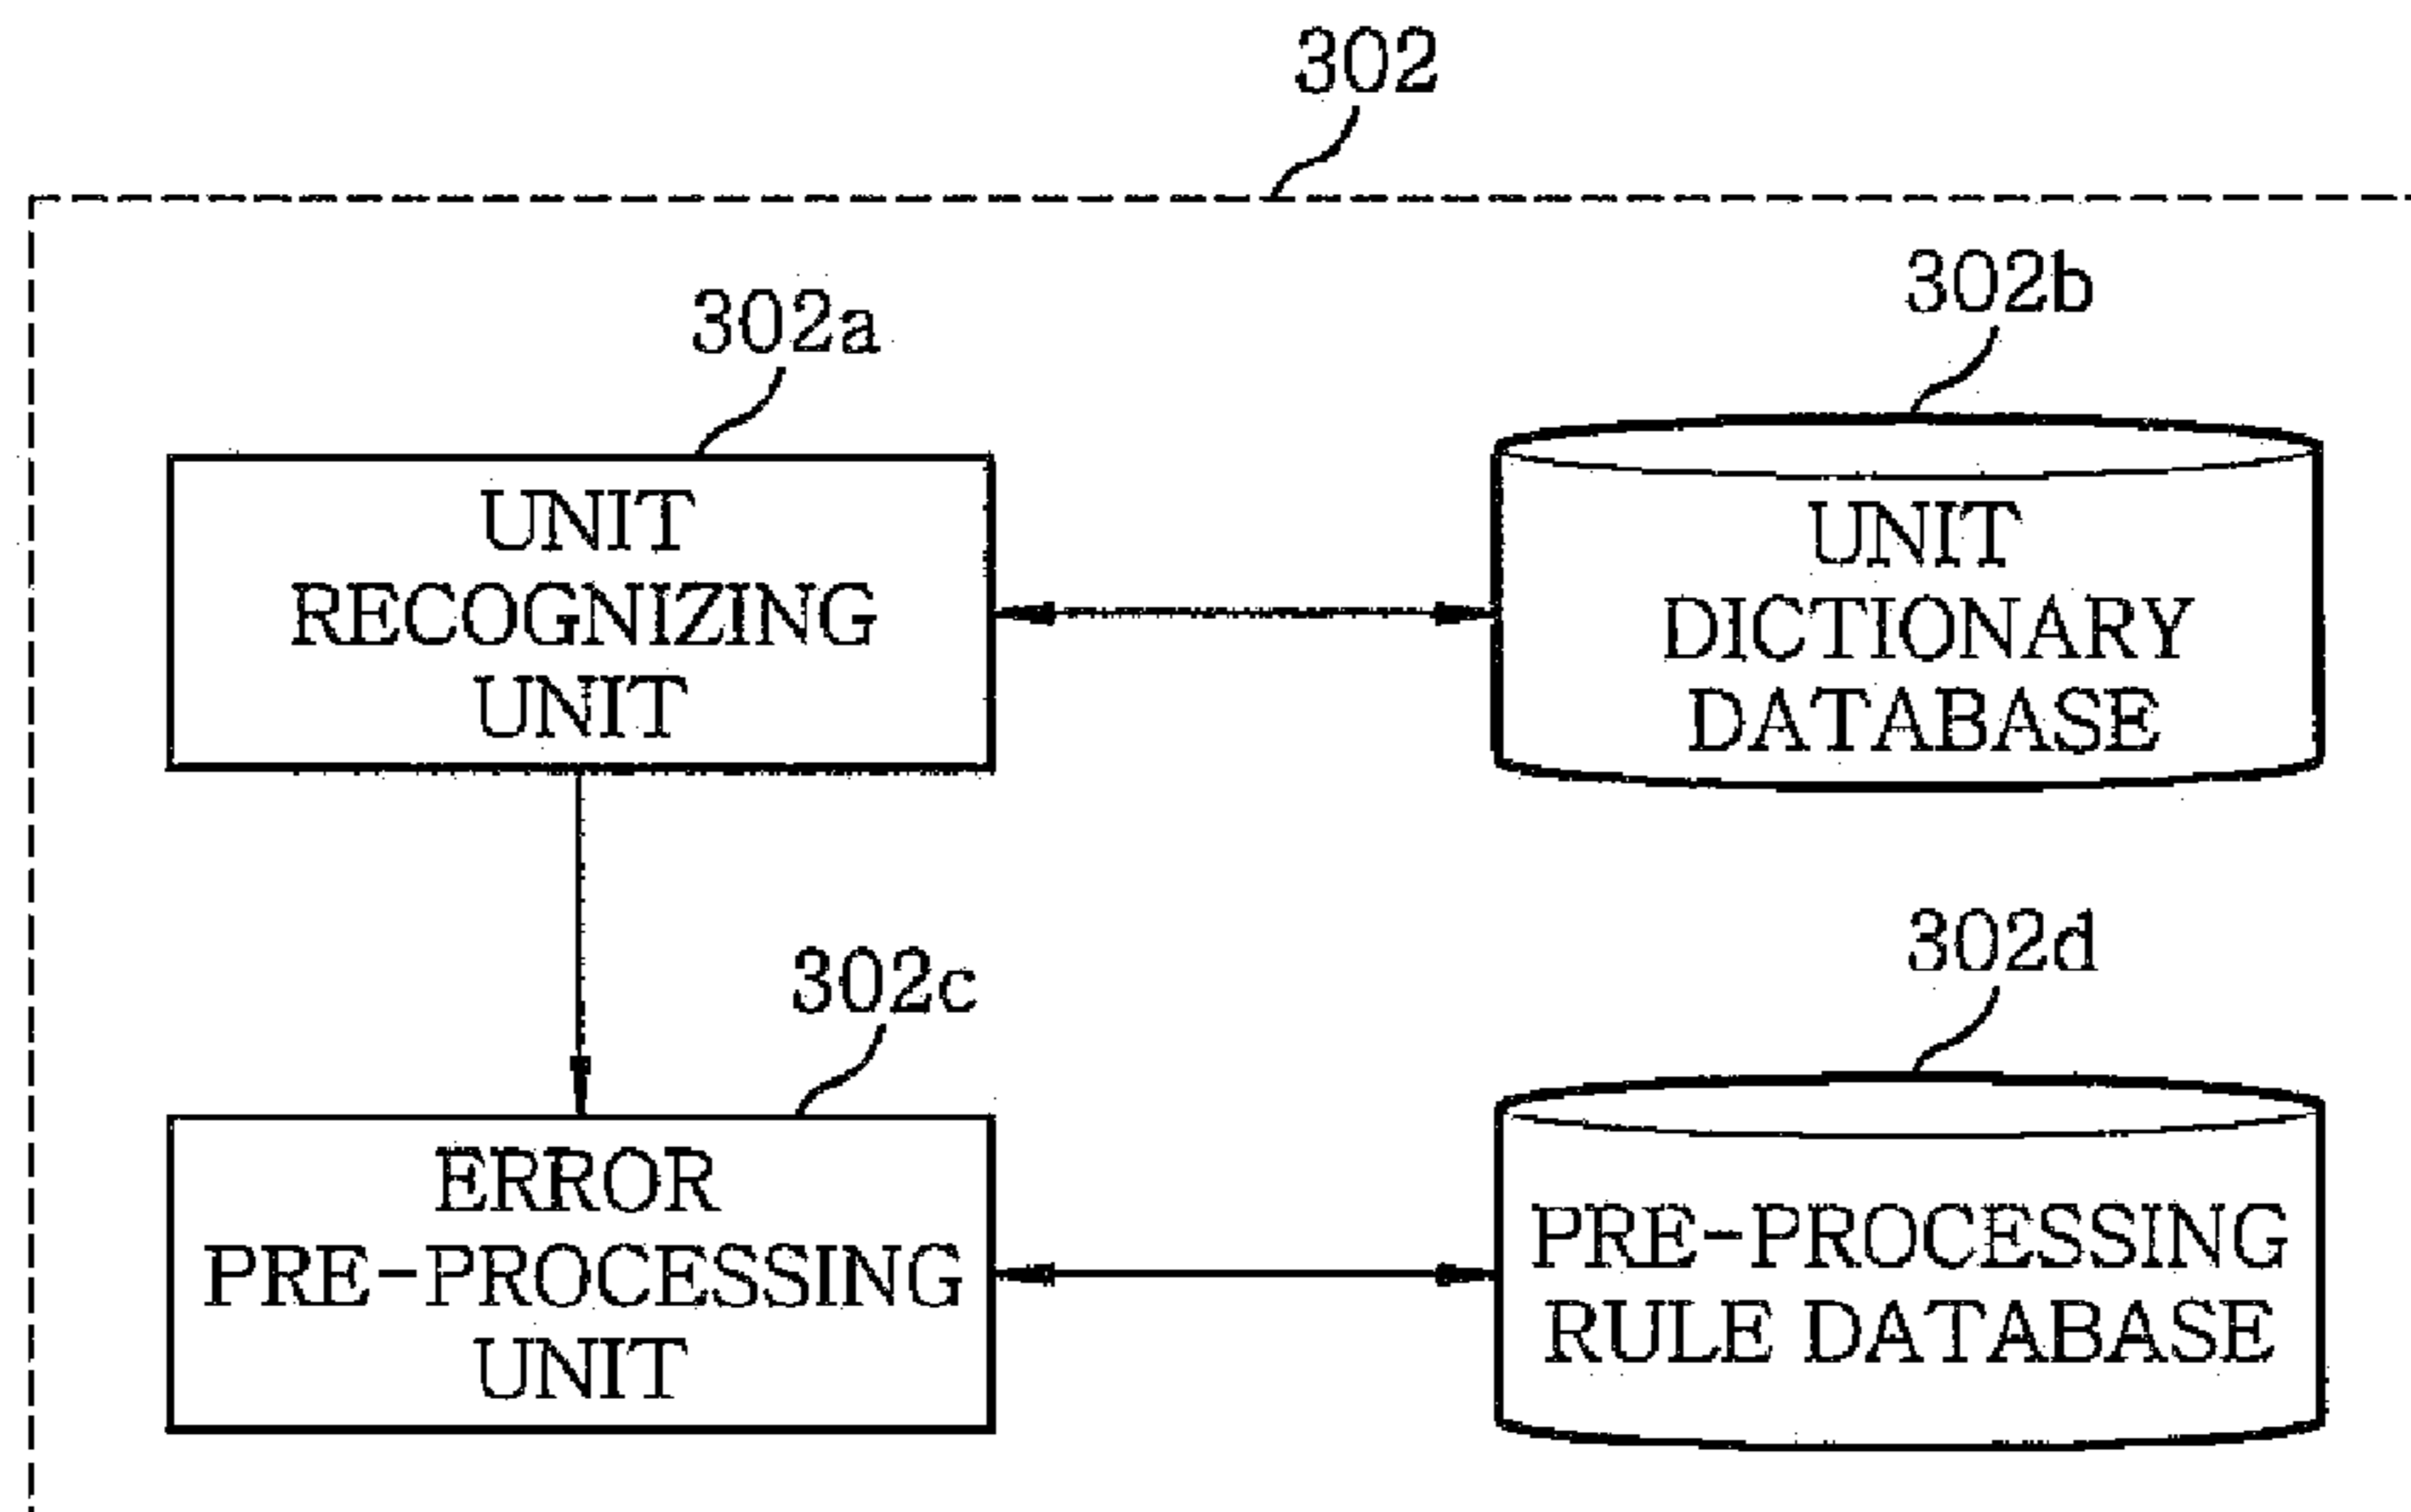 302
302a
UNIT
RECOGNIZING
UNIT
302b
UNIT
DICTIONARY
DATABASE
302c
ERROR
PRE-PROCESSING
UNIT
302d
PRE-PROCESSING
RULE DATABASE